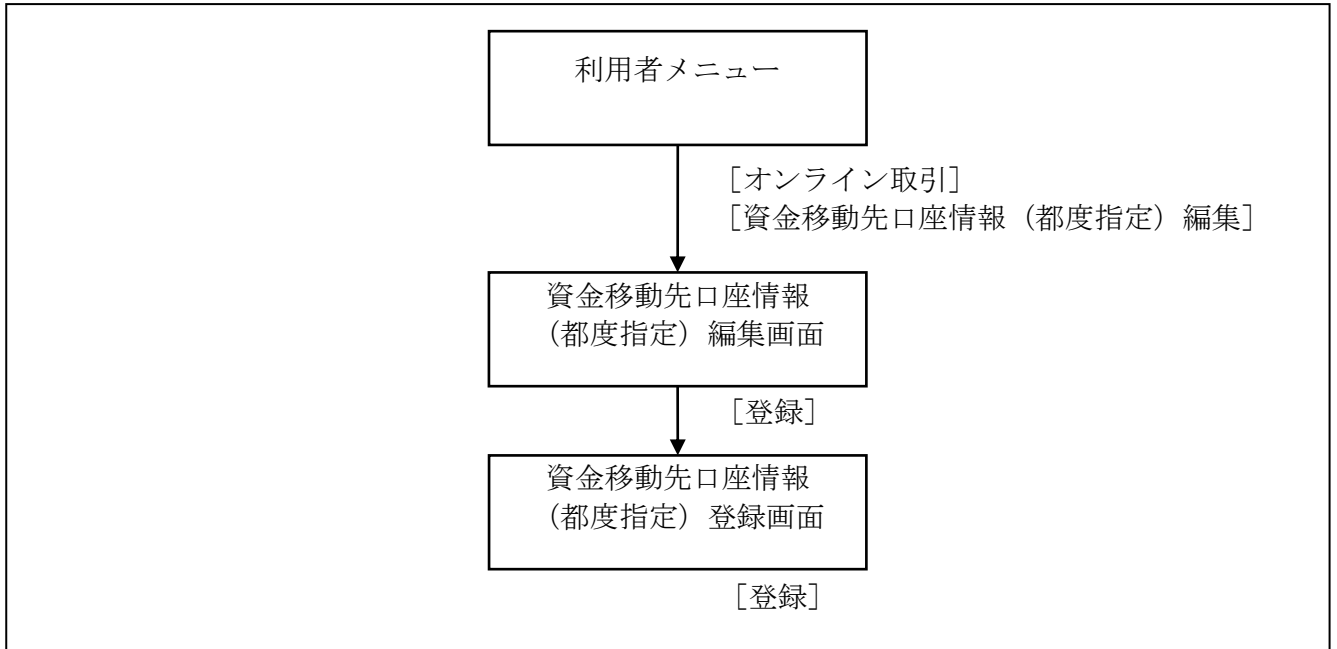 利用者メニュー
［オンライン取引］
［資金移動先口座情報（都度指定）編集］
資金移動先口座情報
（都度指定）編集画面
［登録］
資金移動先口座情報
（都度指定）登録画面
［登録］